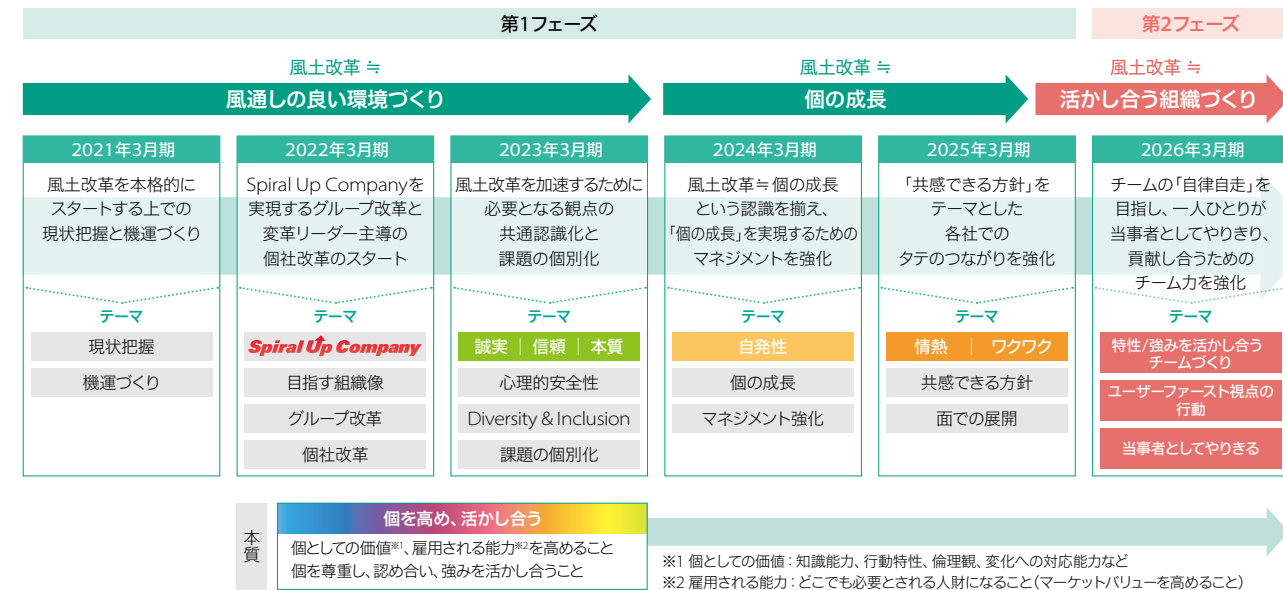 第1フェーズ
第2フェーズ
風土改革 ≒
風通しの良い環境づくり
風土改革 ≒
個の成長
風土改革 ≒
活かし合う組織づくり
2021年3月期
風土改革を本格的に
スタートする上での
現状把握と機運づくり
テーマ
現状把握
機運づくり
2022年3月期
Spiral Up Companyを
実現するグループ改革と
変革リーダー主導の
個社改革のスタート
テーマ
Spiral Up Company
目指す組織像
グループ改革
個社改革
2023年3月期
風土改革を加速するために
必要となる観点の
共通認識化と
課題の個別化
テーマ
誠実｜信頼｜本質
心理的安全性
Diversity & Inclusion
課題の個別化
2024年3月期
風土改革≒個の成長
という認識を揃え、
「個の成長」を実現するための
マネジメントを強化
テーマ
自発性
個の成長
マネジメント強化
2025年3月期
「共感できる方針」を
テーマとした
各社での
タテのつながりを強化
テーマ
情熱｜ワクワク
共感できる方針
面での展開
2026年3月期
チームの「自律自走」を
目指し、一人ひとりが
当事者としてやりきり、
貢献し合うための
チーム力を強化
テーマ
特性/強みを活かし合う
チームづくり
ユーザーファースト視点の
行動
当事者としてやりきる
本質
個を高め、活かし合う
個としての価値※1、雇用される能力※2を高めること
個を尊重し、認め合い、強みを活かし合うこと
※1 個としての価値：知識能力、行動特性、倫理観、変化への対応能力など
※2 雇用される能力：どこでも必要とされる人財になること（マーケットバリューを高めること）